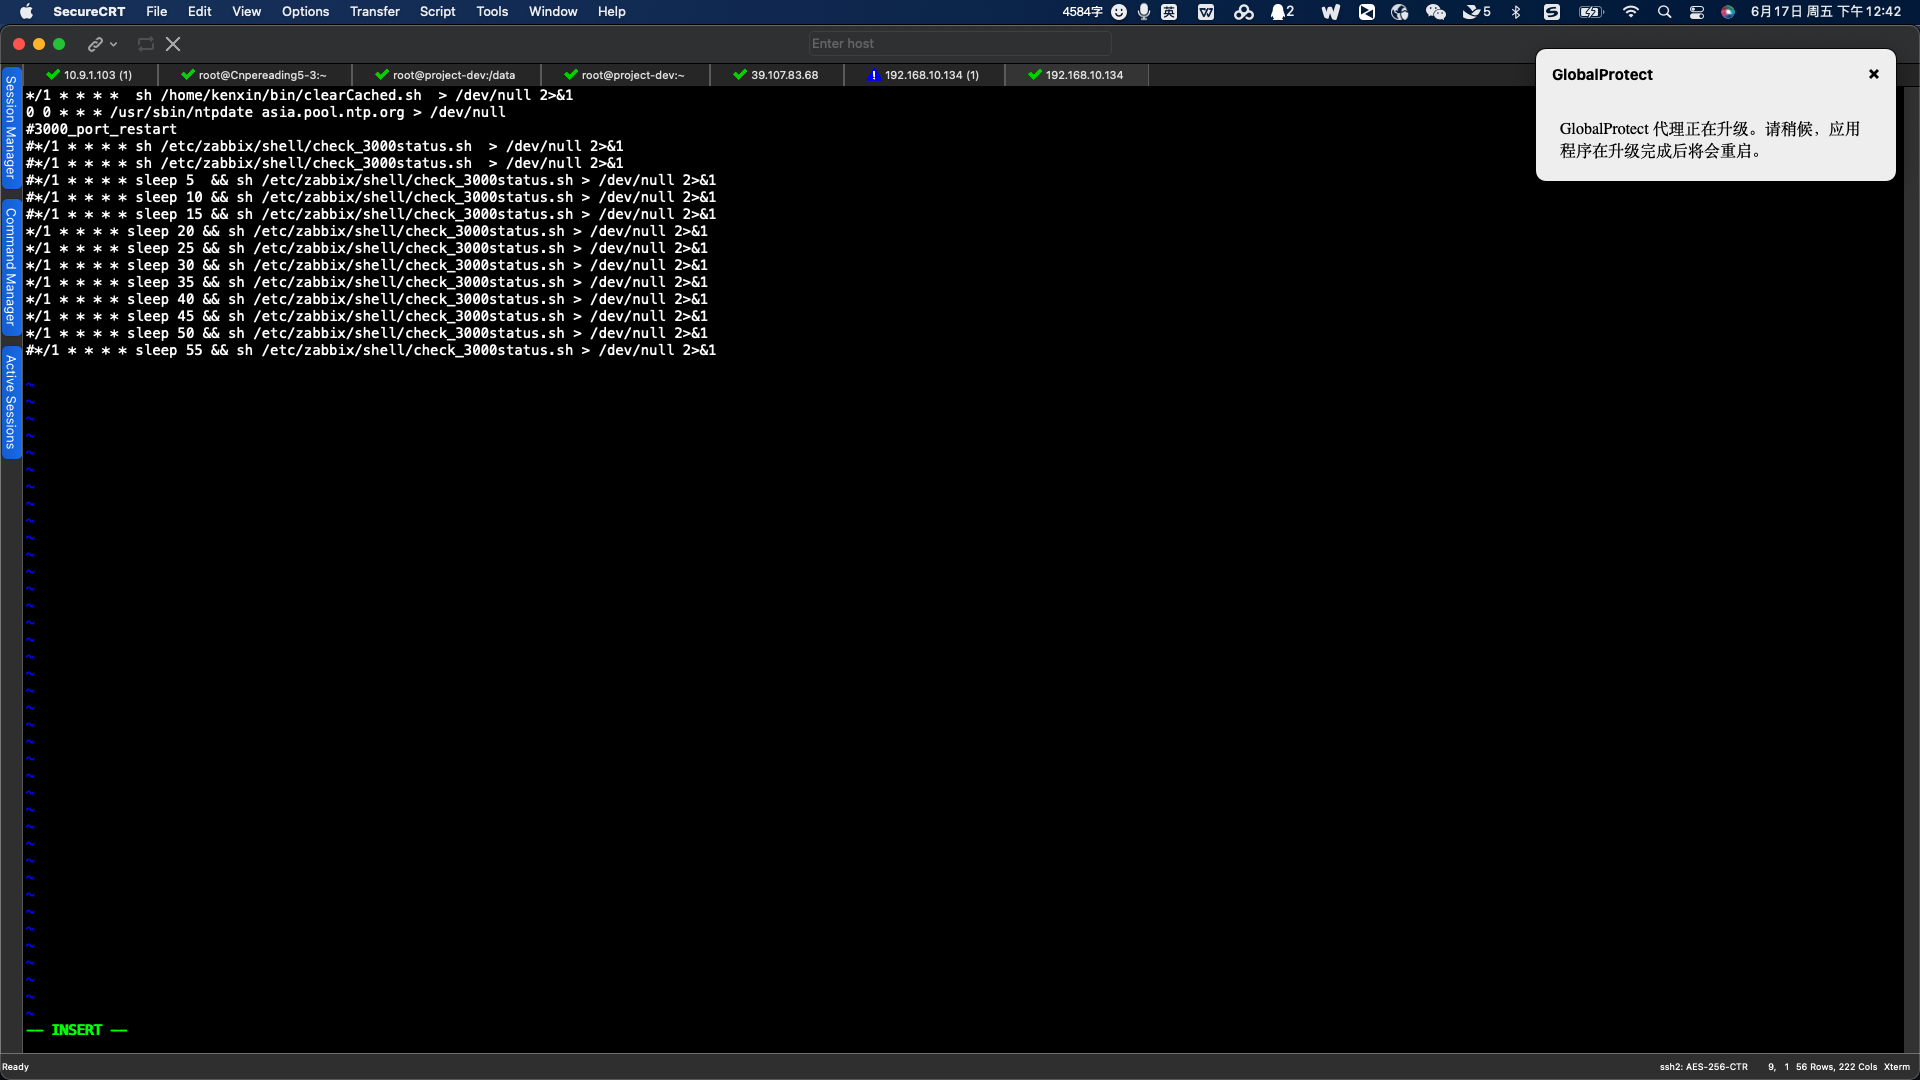 SecureCRT File Edit View Options Transfer Script Tools Window Help 4584字 英 2 5 6月17日 周五 下午 12:42
Enter host
10.9.1.103 (1) root@Cnpereading5-3:~ root@project-dev:/data root@project-dev:~ 39.107.83.68 192.168.10.134 (1) 192.168.10.134
GlobalProtect
GlobalProtect 代理正在升级。请稍候，应用
程序在升级完成后将会重启。
Session Manager
Command Manager
Active Sessions
*/1 * * * *  sh /home/kenxin/bin/clearCached.sh  > /dev/null 2>&1
0 0 * * * /usr/sbin/ntpdate asia.pool.ntp.org > /dev/null
#3000_port_restart
#*/1 * * * * sh /etc/zabbix/shell/check_3000status.sh  > /dev/null 2>&1
#*/1 * * * * sh /etc/zabbix/shell/check_3000status.sh  > /dev/null 2>&1
#*/1 * * * * sleep 5  && sh /etc/zabbix/shell/check_3000status.sh > /dev/null 2>&1
#*/1 * * * * sleep 10 && sh /etc/zabbix/shell/check_3000status.sh > /dev/null 2>&1
#*/1 * * * * sleep 15 && sh /etc/zabbix/shell/check_3000status.sh > /dev/null 2>&1
*/1 * * * * sleep 20 && sh /etc/zabbix/shell/check_3000status.sh > /dev/null 2>&1
*/1 * * * * sleep 25 && sh /etc/zabbix/shell/check_3000status.sh > /dev/null 2>&1
*/1 * * * * sleep 30 && sh /etc/zabbix/shell/check_3000status.sh > /dev/null 2>&1
*/1 * * * * sleep 35 && sh /etc/zabbix/shell/check_3000status.sh > /dev/null 2>&1
*/1 * * * * sleep 40 && sh /etc/zabbix/shell/check_3000status.sh > /dev/null 2>&1
*/1 * * * * sleep 45 && sh /etc/zabbix/shell/check_3000status.sh > /dev/null 2>&1
*/1 * * * * sleep 50 && sh /etc/zabbix/shell/check_3000status.sh > /dev/null 2>&1
#*/1 * * * * sleep 55 && sh /etc/zabbix/shell/check_3000status.sh > /dev/null 2>&1
-- INSERT --
Ready ssh2: AES-256-CTR 9, 1 56 Rows, 222 Cols Xterm